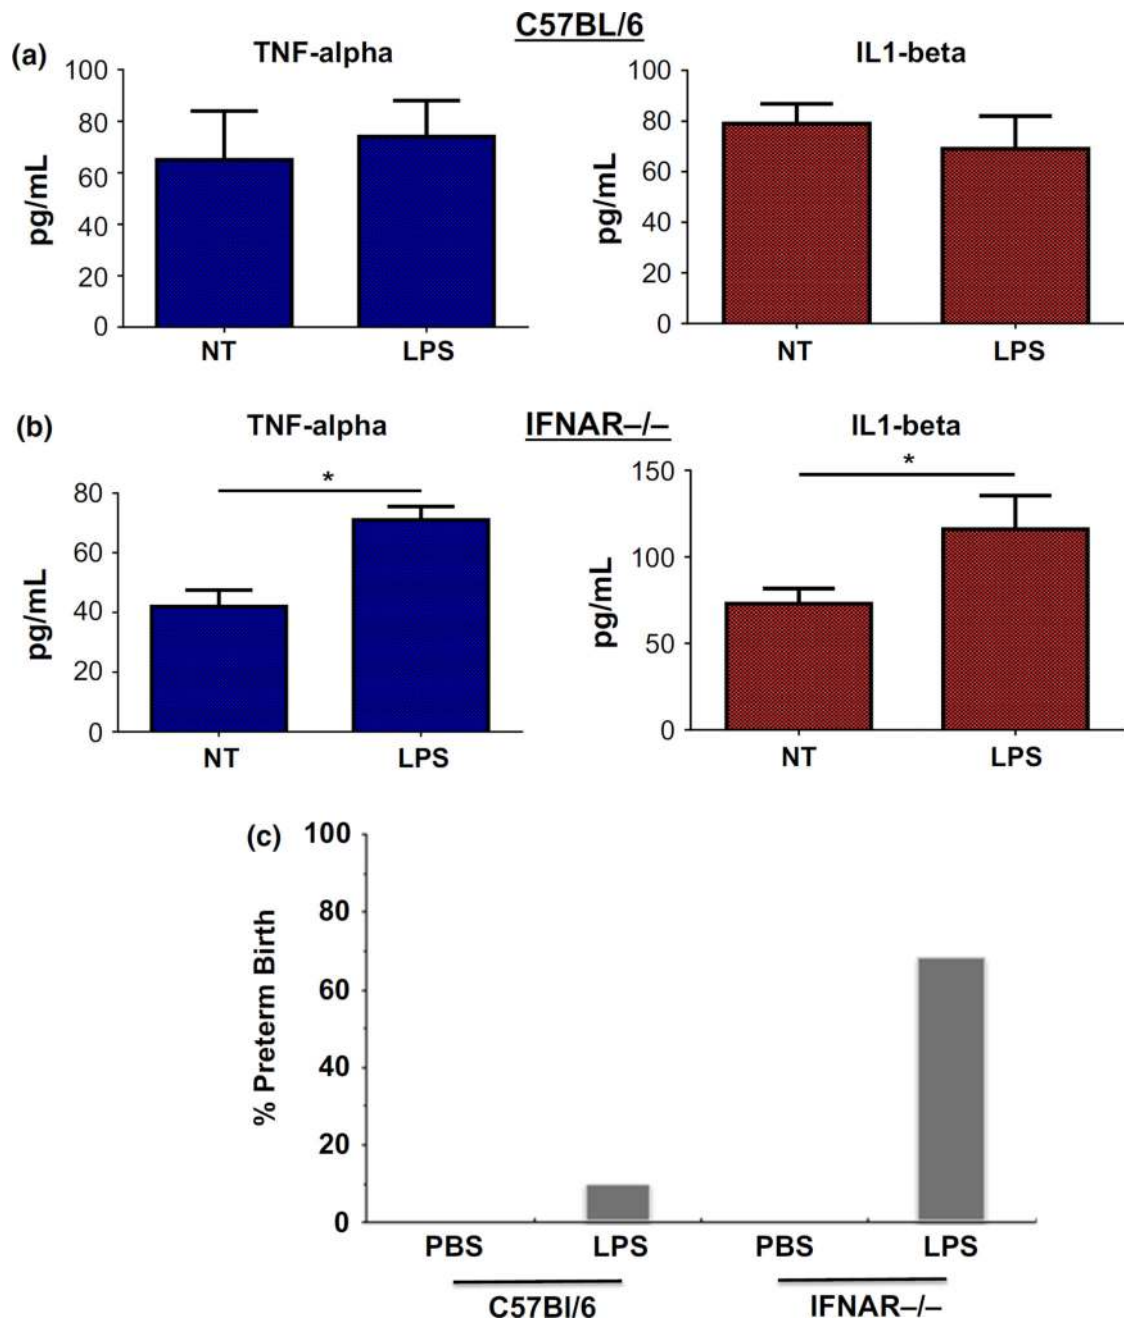 C57BL/6
(a)
TNF-alpha
IL1-beta
pg/mL
100
80
60
40
20
0
NT
LPS
pg/mL
100
80
60
40
20
0
NT
LPS
(b)
TNF-alpha
IFNAR–/–
IL1-beta
*
pg/mL
80
60
40
20
0
NT
LPS
*
pg/mL
150
100
50
0
NT
LPS
(c)
% Preterm Birth
100
80
60
40
20
0
PBS
LPS
PBS
LPS
C57Bl/6
IFNAR–/–